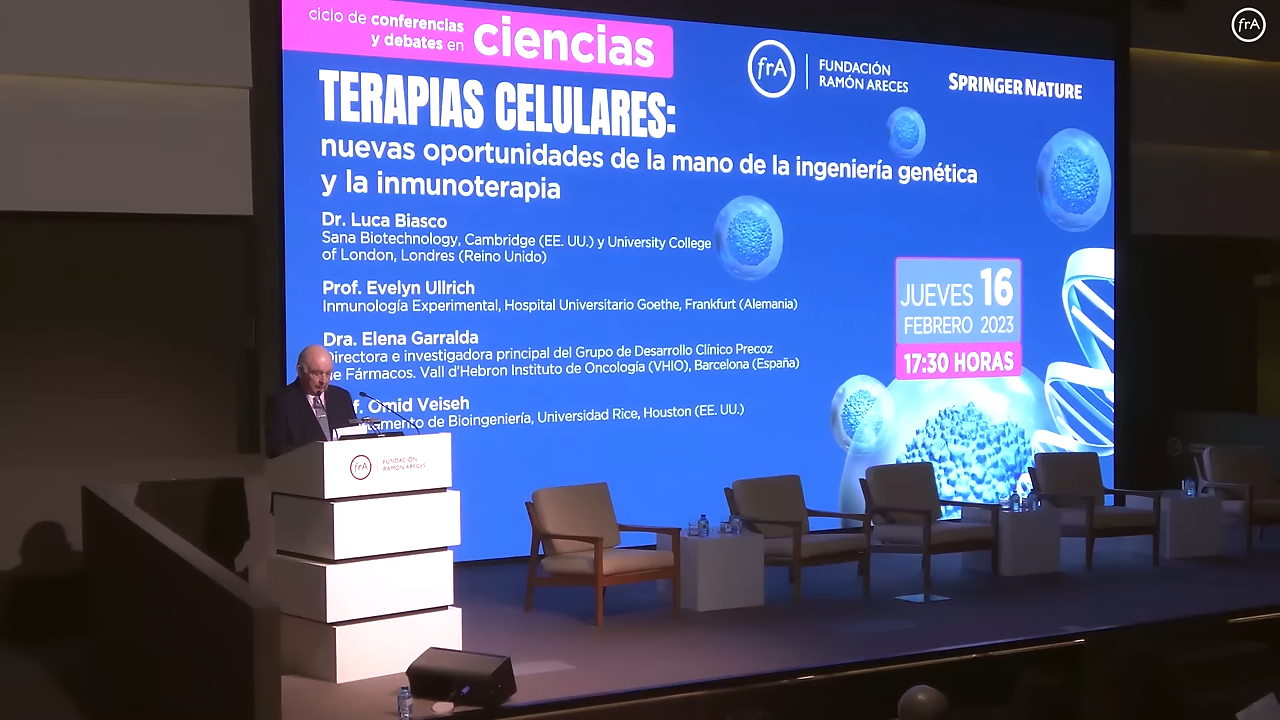 ciclo de conferencias
y debates en ciencias
frA FUNDACIÓN
RAMÓN ARECES
SPRINGER NATURE
frA
TERAPIAS CELULARES:
nuevas oportunidades de la mano de la ingeniería genética
y la inmunoterapia
Dr. Luca Biasco
Sana Biotechnology, Cambridge (EE. UU.) y University College
of London, Londres (Reino Unido)
Prof. Evelyn Ullrich
Inmunología Experimental, Hospital Universitario Goethe, Frankfurt (Alemania)
Dra. Elena Garralda
Directora e investigadora principal del Grupo de Desarrollo Clínico Precoz
de Fármacos. Vall d'Hebron Instituto de Oncología (VHIO), Barcelona (España)
f. Omid Veiseh
tamento de Bioingeniería, Universidad Rice, Houston (EE. UU.)
JUEVES 16
FEBRERO 2023
17:30 HORAS
frA FUNDACIÓN
RAMÓN ARECES